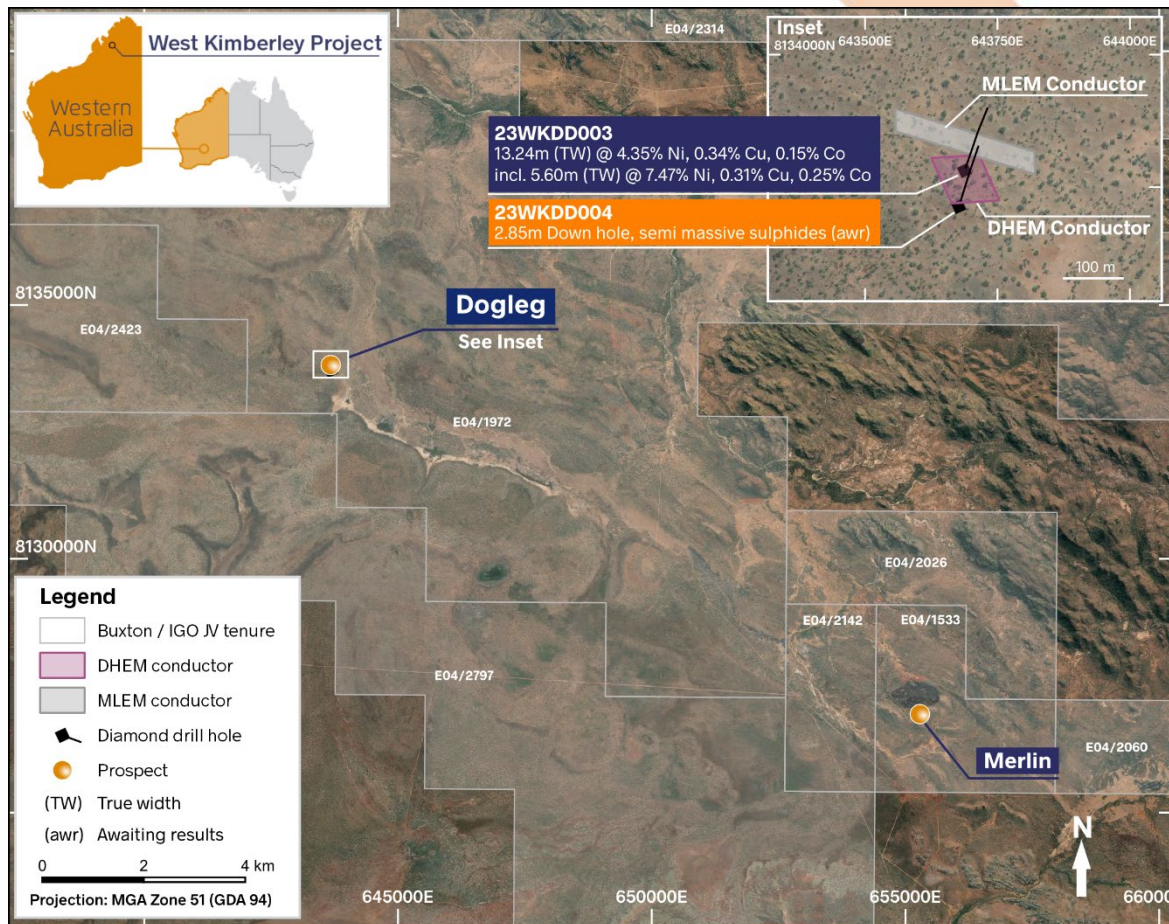 West Kimberley Project
Western
Australia
E04/2314
Inset
643500E
643750E
644000E
8134000N
MLEM Conductor
23WKDD003
13.24m (TW) @ 4.35% Ni, 0.34% Cu, 0.15% Co
incl. 5.60m (TW) @ 7.47% Ni, 0.31% Cu, 0.25% Co
23WKDD004
2.85m Down hole, semi massive sulphides (awr)
DHEM Conductor
100 m
8135000N
Dogleg
See Inset
E04/2423
E04/1972
8130000N
E04/2026
E04/2142
E04/1533
E04/2797
E04/2060
Merlin
Legend
Buxton / IGO JV tenure
DHEM conductor
MLEM conductor
Diamond drill hole
Prospect
(TW) True width
(awr) Awaiting results
0 2 4 km
Projection: MGA Zone 51 (GDA 94)
N
645000E
650000E
655000E